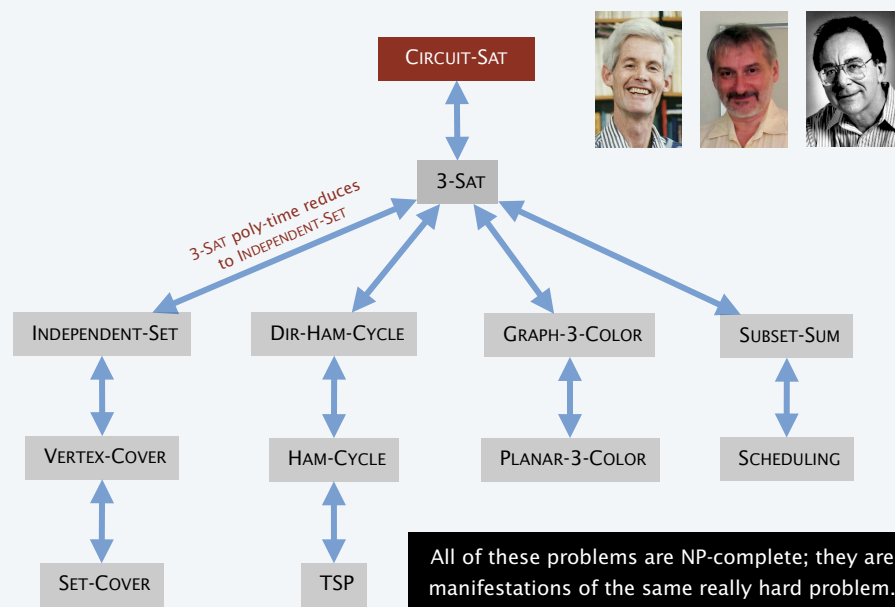 CIRCUIT-SAT
3-SAT
3-SAT poly-time reduces
to INDEPENDENT-SET
INDEPENDENT-SET
DIR-HAM-CYCLE
GRAPH-3-COLOR
SUBSET-SUM
VERTEX-COVER
HAM-CYCLE
PLANAR-3-COLOR
SCHEDULING
SET-COVER
TSP
All of these problems are NP-complete; they are
manifestations of the same really hard problem.